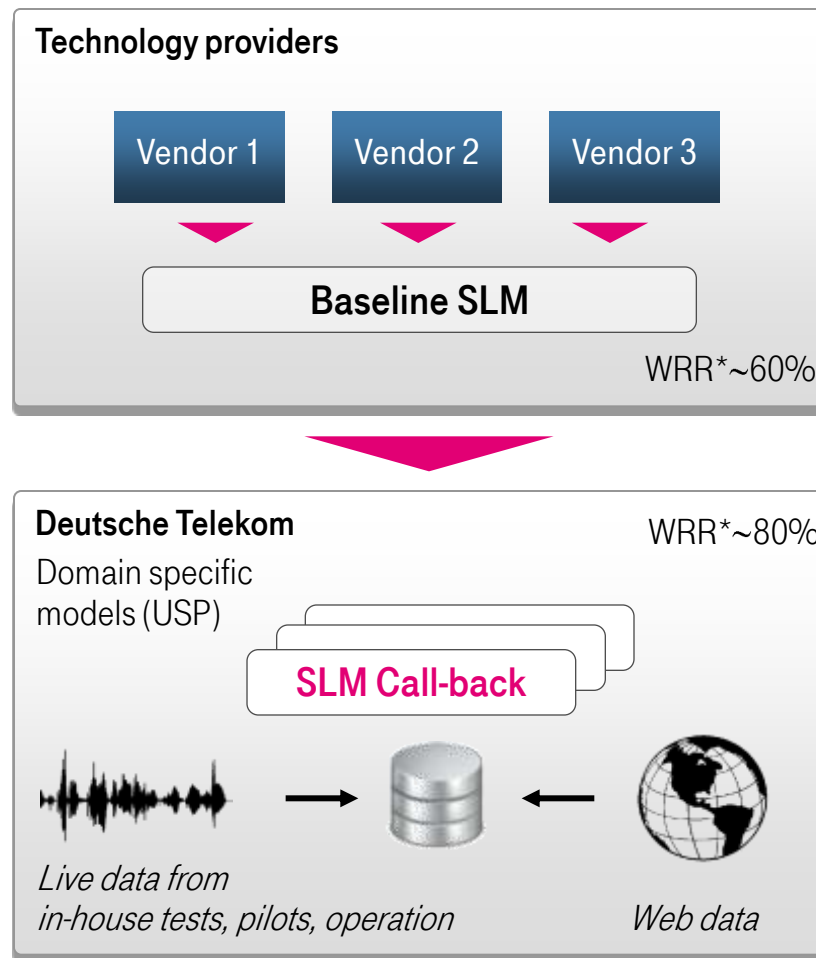 Technology providers
Vendor 1
Vendor 2
Vendor 3
Baseline SLM
WRR*~60%
Deutsche Telekom
WRR*~80%
Domain specific
models (USP)
SLM Call-back
Live data from
in-house tests, pilots, operation
Web data